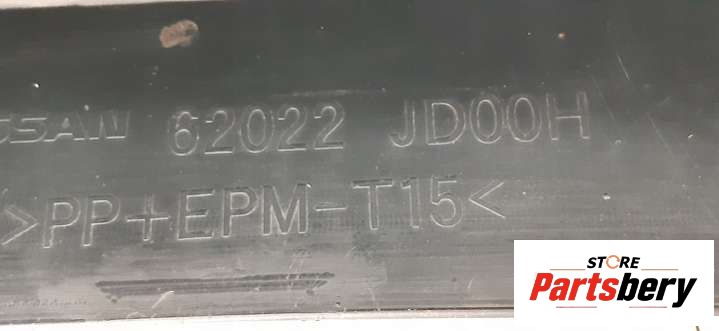 SSAN 62022 JD00H
>PP+EPM-T15<
STORE
Partsbery